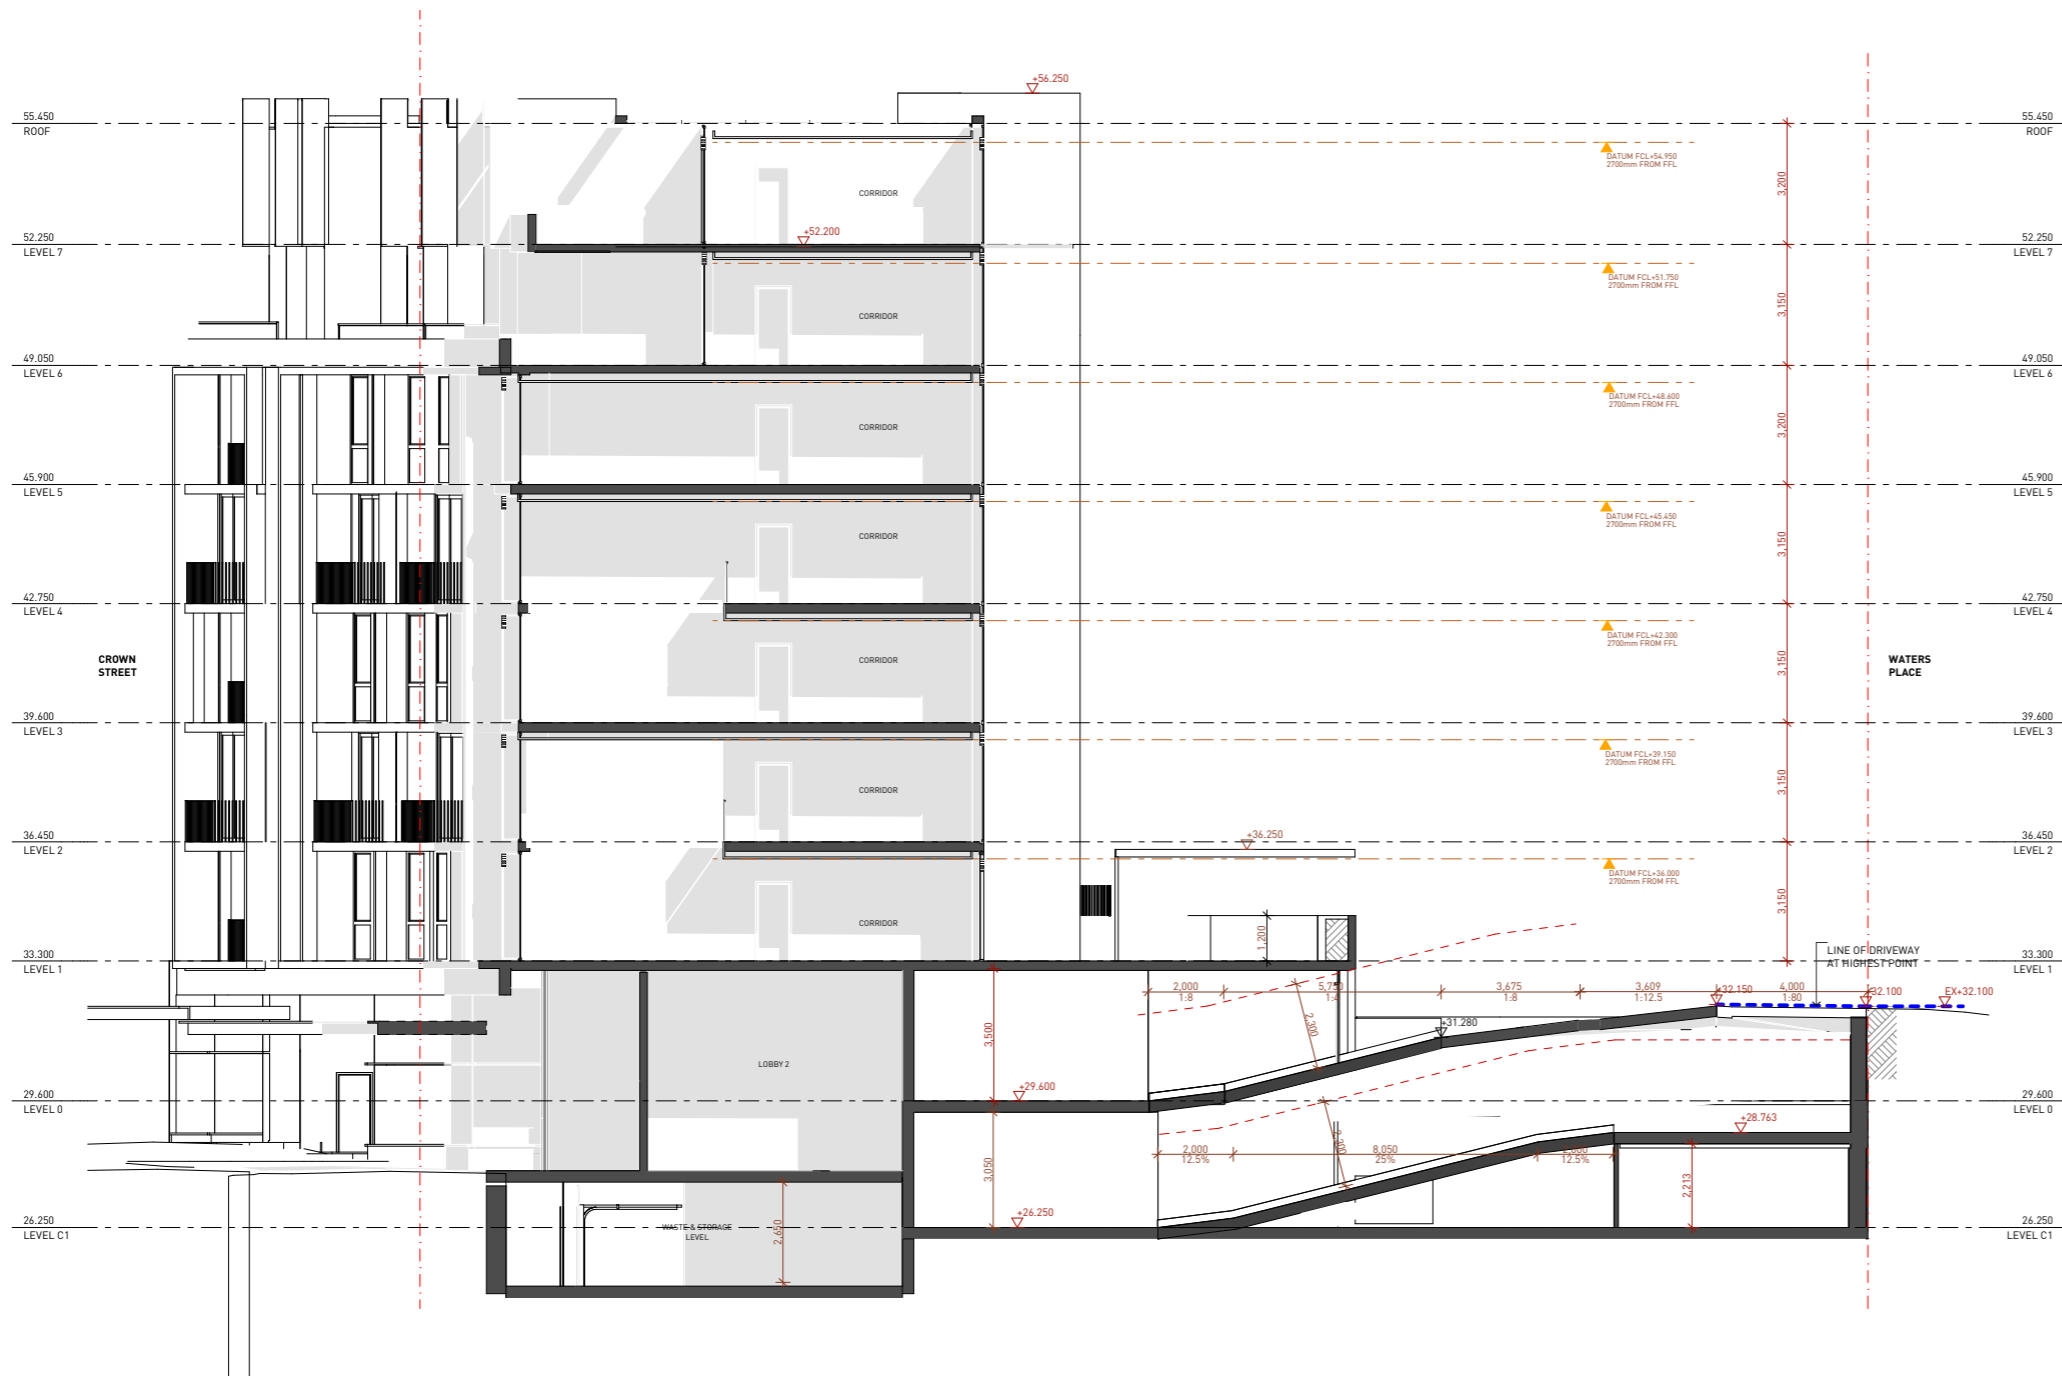 +56.250
55.450
ROOF
55.450
ROOF
DATUM FCL+54.950
2700mm FROM FFL
3,200
CORRIDOR
+52.200
52.250
LEVEL 7
52.250
LEVEL 7
DATUM FCL+51.750
2700mm FROM FFL
3,150
CORRIDOR
49.050
LEVEL 6
49.050
LEVEL 6
DATUM FCL+48.600
2700mm FROM FFL
3,200
CORRIDOR
45.900
LEVEL 5
45.900
LEVEL 5
DATUM FCL+45.450
2700mm FROM FFL
3,150
CORRIDOR
42.750
LEVEL 4
42.750
LEVEL 4
DATUM FCL+42.300
2700mm FROM FFL
3,150
CORRIDOR
CROWN
STREET
WATERS
PLACE
39.600
LEVEL 3
39.600
LEVEL 3
DATUM FCL+39.150
2700mm FROM FFL
3,150
CORRIDOR
+36.250
36.450
LEVEL 2
36.450
LEVEL 2
DATUM FCL+36.000
2700mm FROM FFL
3,150
CORRIDOR
1,200
33.300
LEVEL 1
33.300
LEVEL 1
LINE OF DRIVEWAY
AT HIGHEST POINT
2,000
1:8
5,750
1:4
3,675
1:8
3,609
1:12.5
4,000
1:80
+32.150
+32.100
EX+32.100
2,300
+31.280
3,500
LOBBY 2
+29.600
29.600
LEVEL 0
29.600
LEVEL 0
+28.763
2,300
2,000
12.5%
8,050
25%
2,000
12.5%
3,050
2,213
+26.250
26.250
LEVEL C1
26.250
LEVEL C1
WASTE & STORAGE
LEVEL
2,650